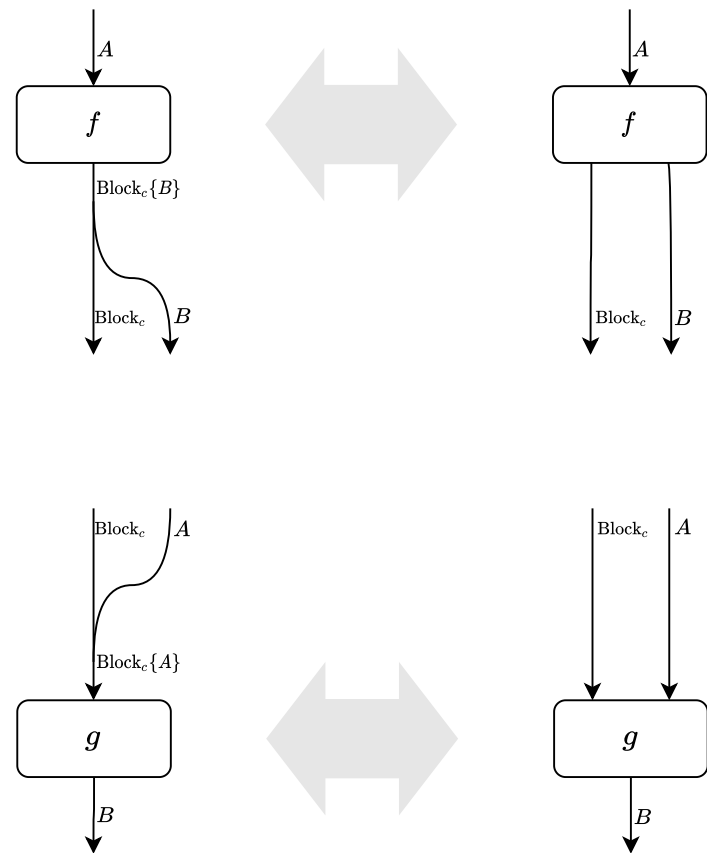 A A
f f
Block_c{B}
Block_c B Block_c B
Block_c A Block_c A
Block_c{A}
g g
B B